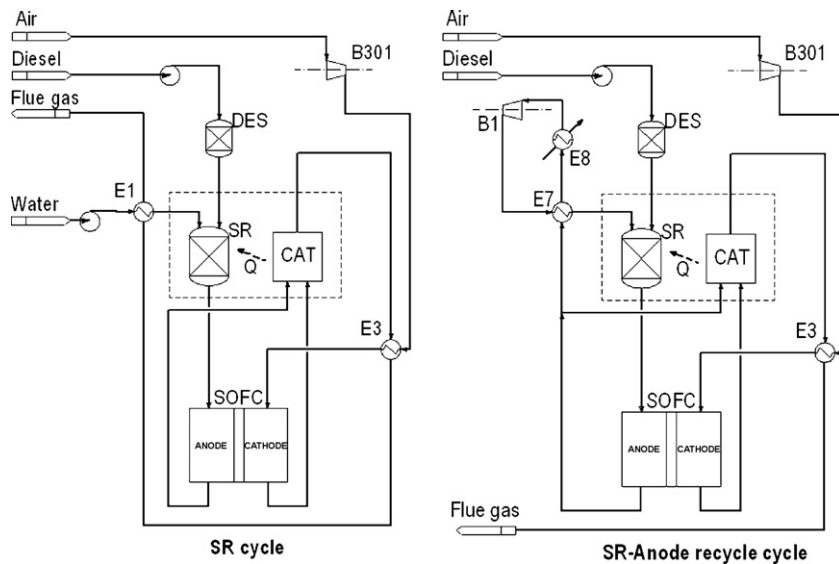 Air
B301
Diesel
Flue gas
DES
Water
E1
SR
Q
CAT
E3
SOFC
ANODE
CATHODE
SR cycle
Air
B301
Diesel
B1
DES
E8
E7
SR
Q
CAT
E3
SOFC
ANODE
CATHODE
Flue gas
SR-Anode recycle cycle